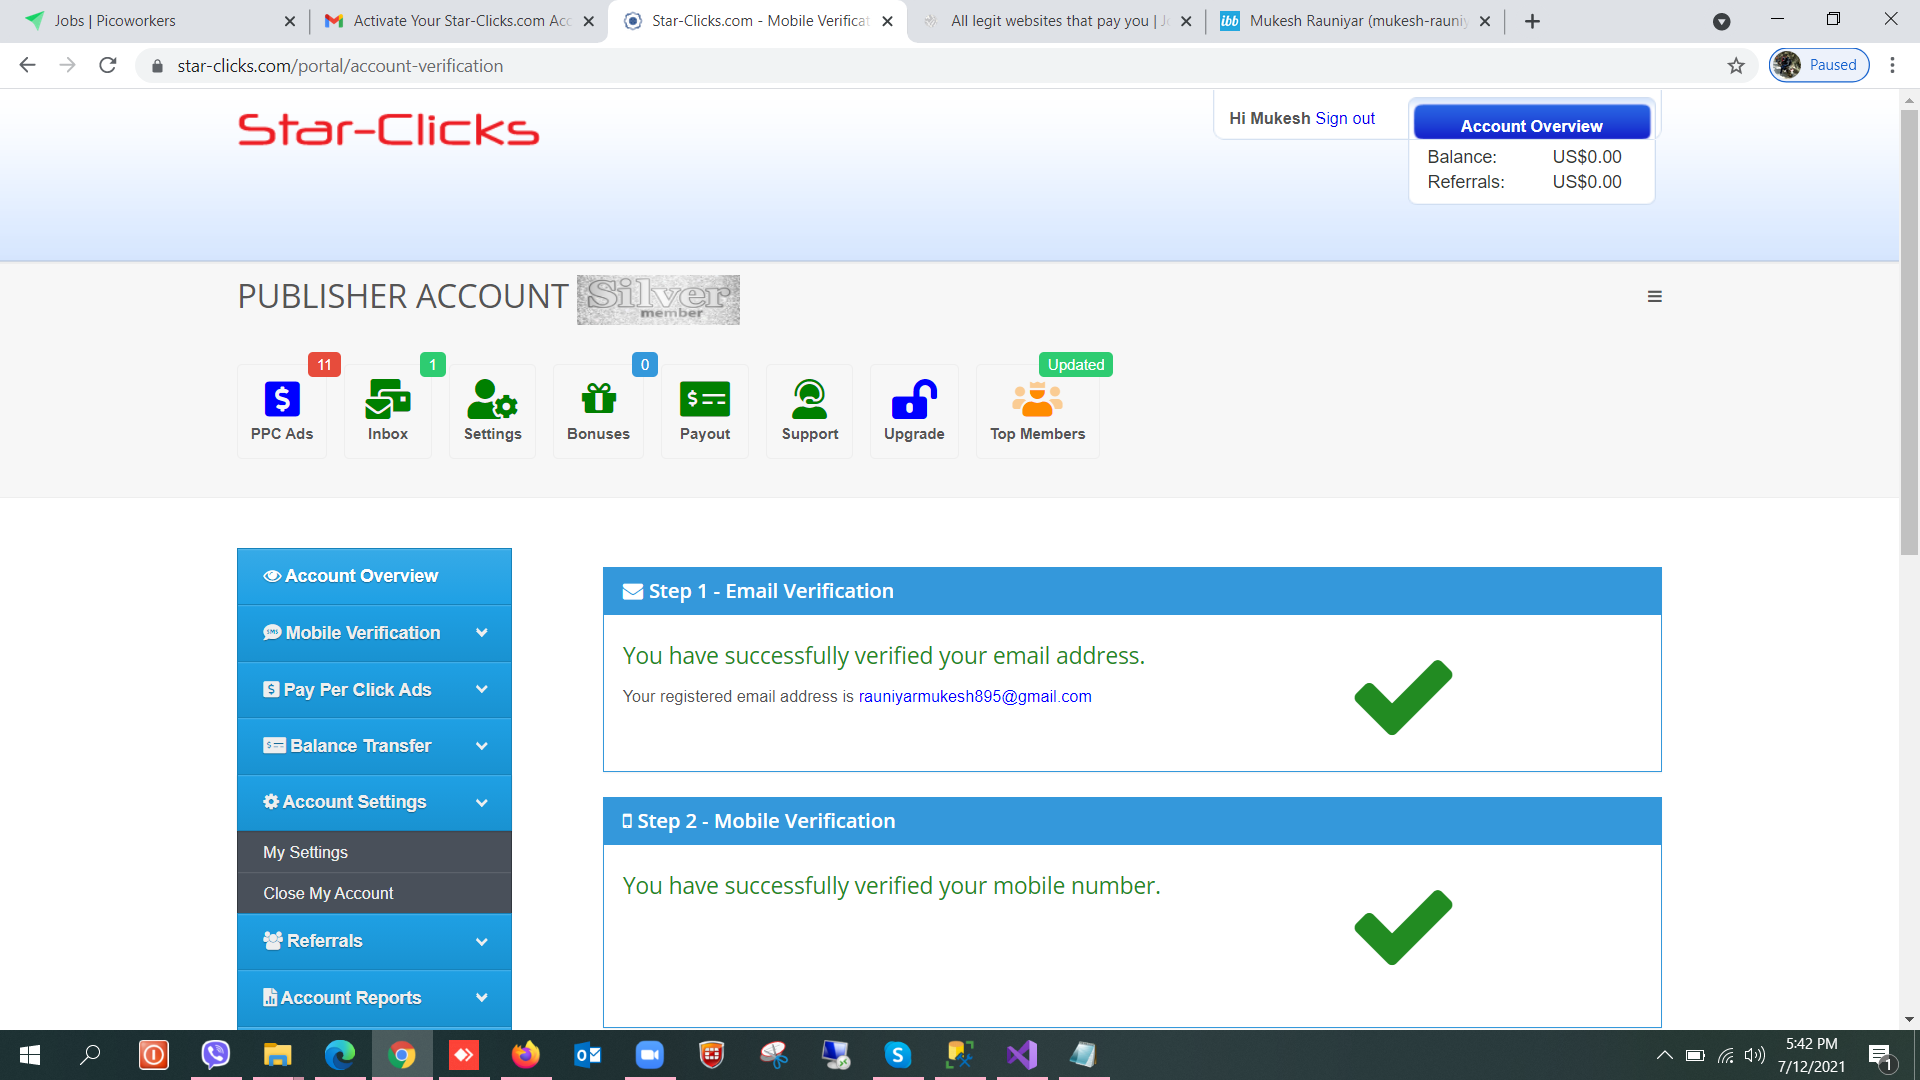 Jobs | Picoworkers
Activate Your Star-Clicks.com Acc
Star-Clicks.com - Mobile Verificat
All legit websites that pay you | Jo
ibb
Mukesh Rauniyar (mukesh-rauniy
star-clicks.com/portal/account-verification
Paused
Star-Clicks
Hi Mukesh Sign out
Account Overview
Balance: US$0.00
Referrals: US$0.00
PUBLISHER ACCOUNT
Silver
member
11
1
0
Updated
PPC Ads
Inbox
Settings
Bonuses
Payout
Support
Upgrade
Top Members
Account Overview
SMS Mobile Verification
Pay Per Click Ads
Balance Transfer
Account Settings
My Settings
Close My Account
Referrals
Account Reports
Step 1 - Email Verification
You have successfully verified your email address.
Your registered email address is rauniyarmukesh895@gmail.com
Step 2 - Mobile Verification
You have successfully verified your mobile number.
5:42 PM
7/12/2021
1